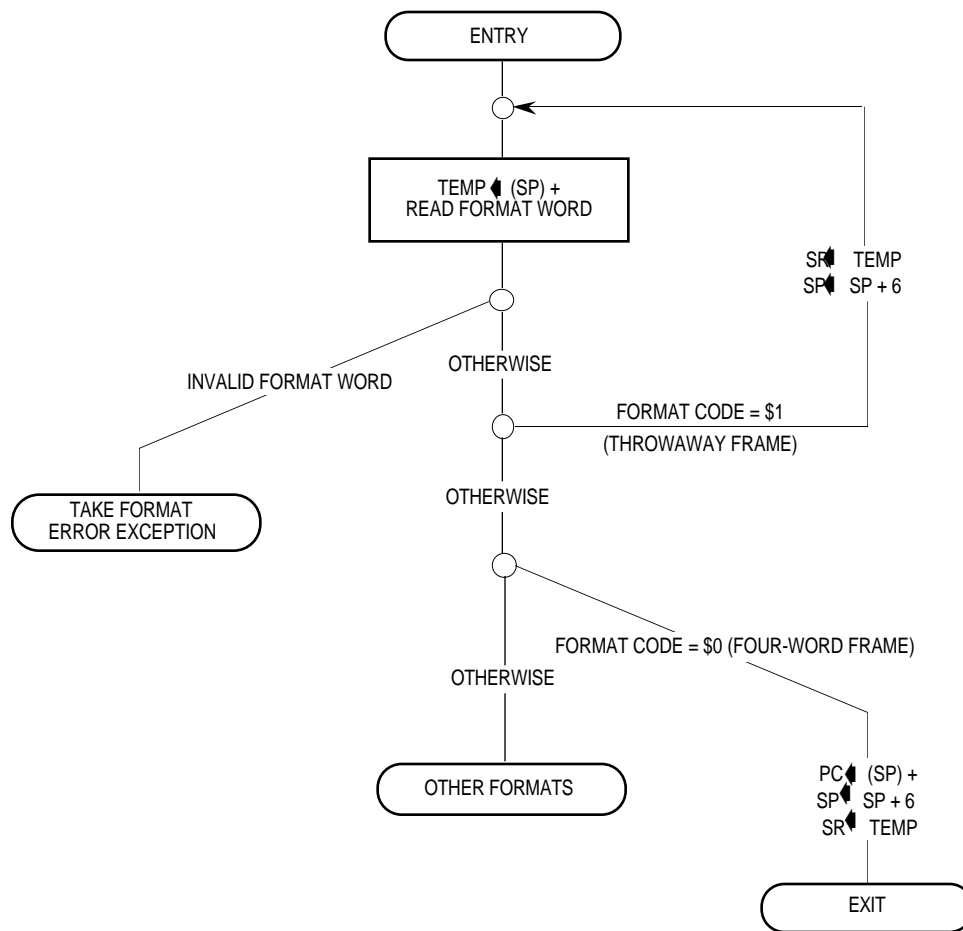 ENTRY
TEMP (SP) +
READ FORMAT WORD
SR TEMP
SP SP + 6
INVALID FORMAT WORD
OTHERWISE
FORMAT CODE = $1
(THROWAWAY FRAME)
TAKE FORMAT
ERROR EXCEPTION
OTHERWISE
FORMAT CODE = $0 (FOUR-WORD FRAME)
OTHERWISE
OTHER FORMATS
PC (SP) +
SP SP + 6
SR TEMP
EXIT